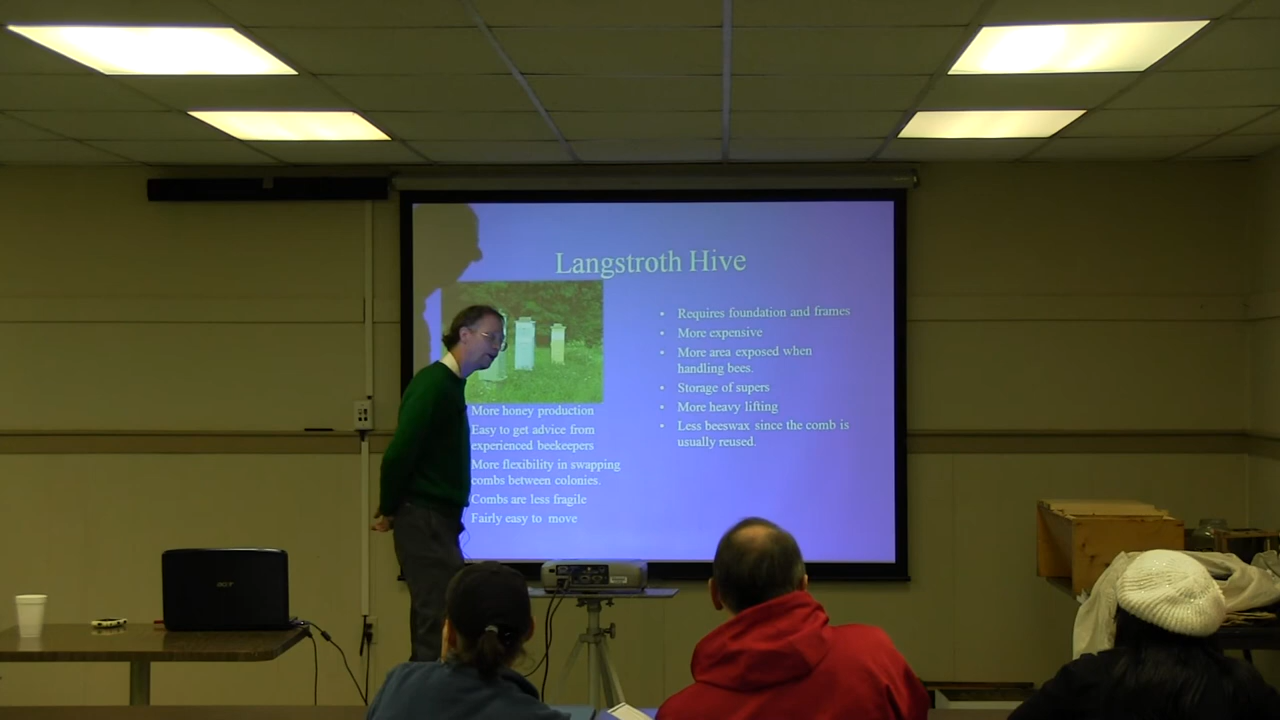 Langstroth Hive
More honey production
Easy to get advice from
experienced beekeepers
More flexibility in swapping
combs between colonies.
Combs are less fragile
Fairly easy to move
• Requires foundation and frames
• More expensive
• More area exposed when
handling bees.
• Storage of supers
• More heavy lifting
• Less beeswax since the comb is
usually reused.
acer